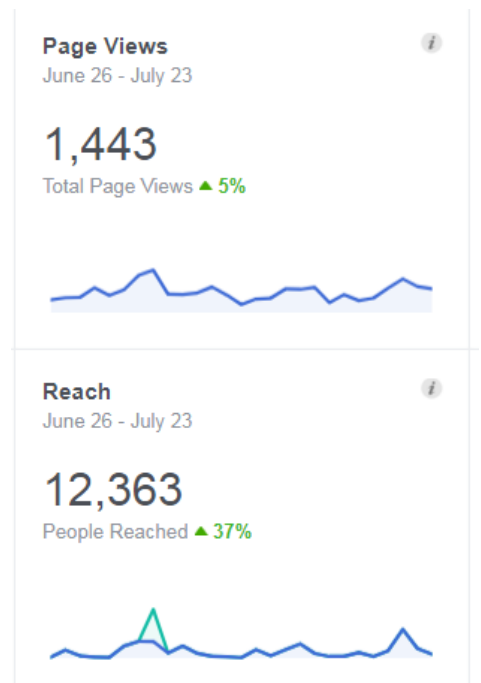 Page Views
June 26 - July 23
1,443
Total Page Views 5%
Reach
June 26 - July 23
12,363
People Reached 37%